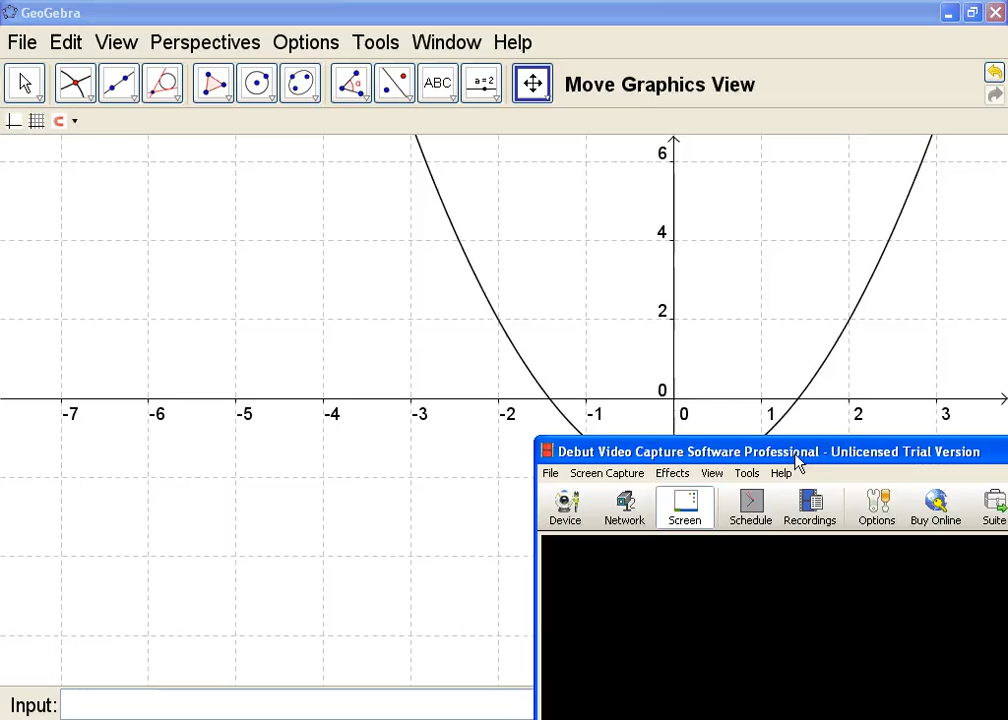 GeoGebra
File Edit View Perspectives Options Tools Window Help
ABC a=2 Move Graphics View
6
4
2
0
-7 -6 -5 -4 -3 -2 -1 0 1 2 3
Debut Video Capture Software Professional - Unlicensed Trial Version
File Screen Capture Effects View Tools Help
Device Network Screen Schedule Recordings Options Buy Online Suite
Input: